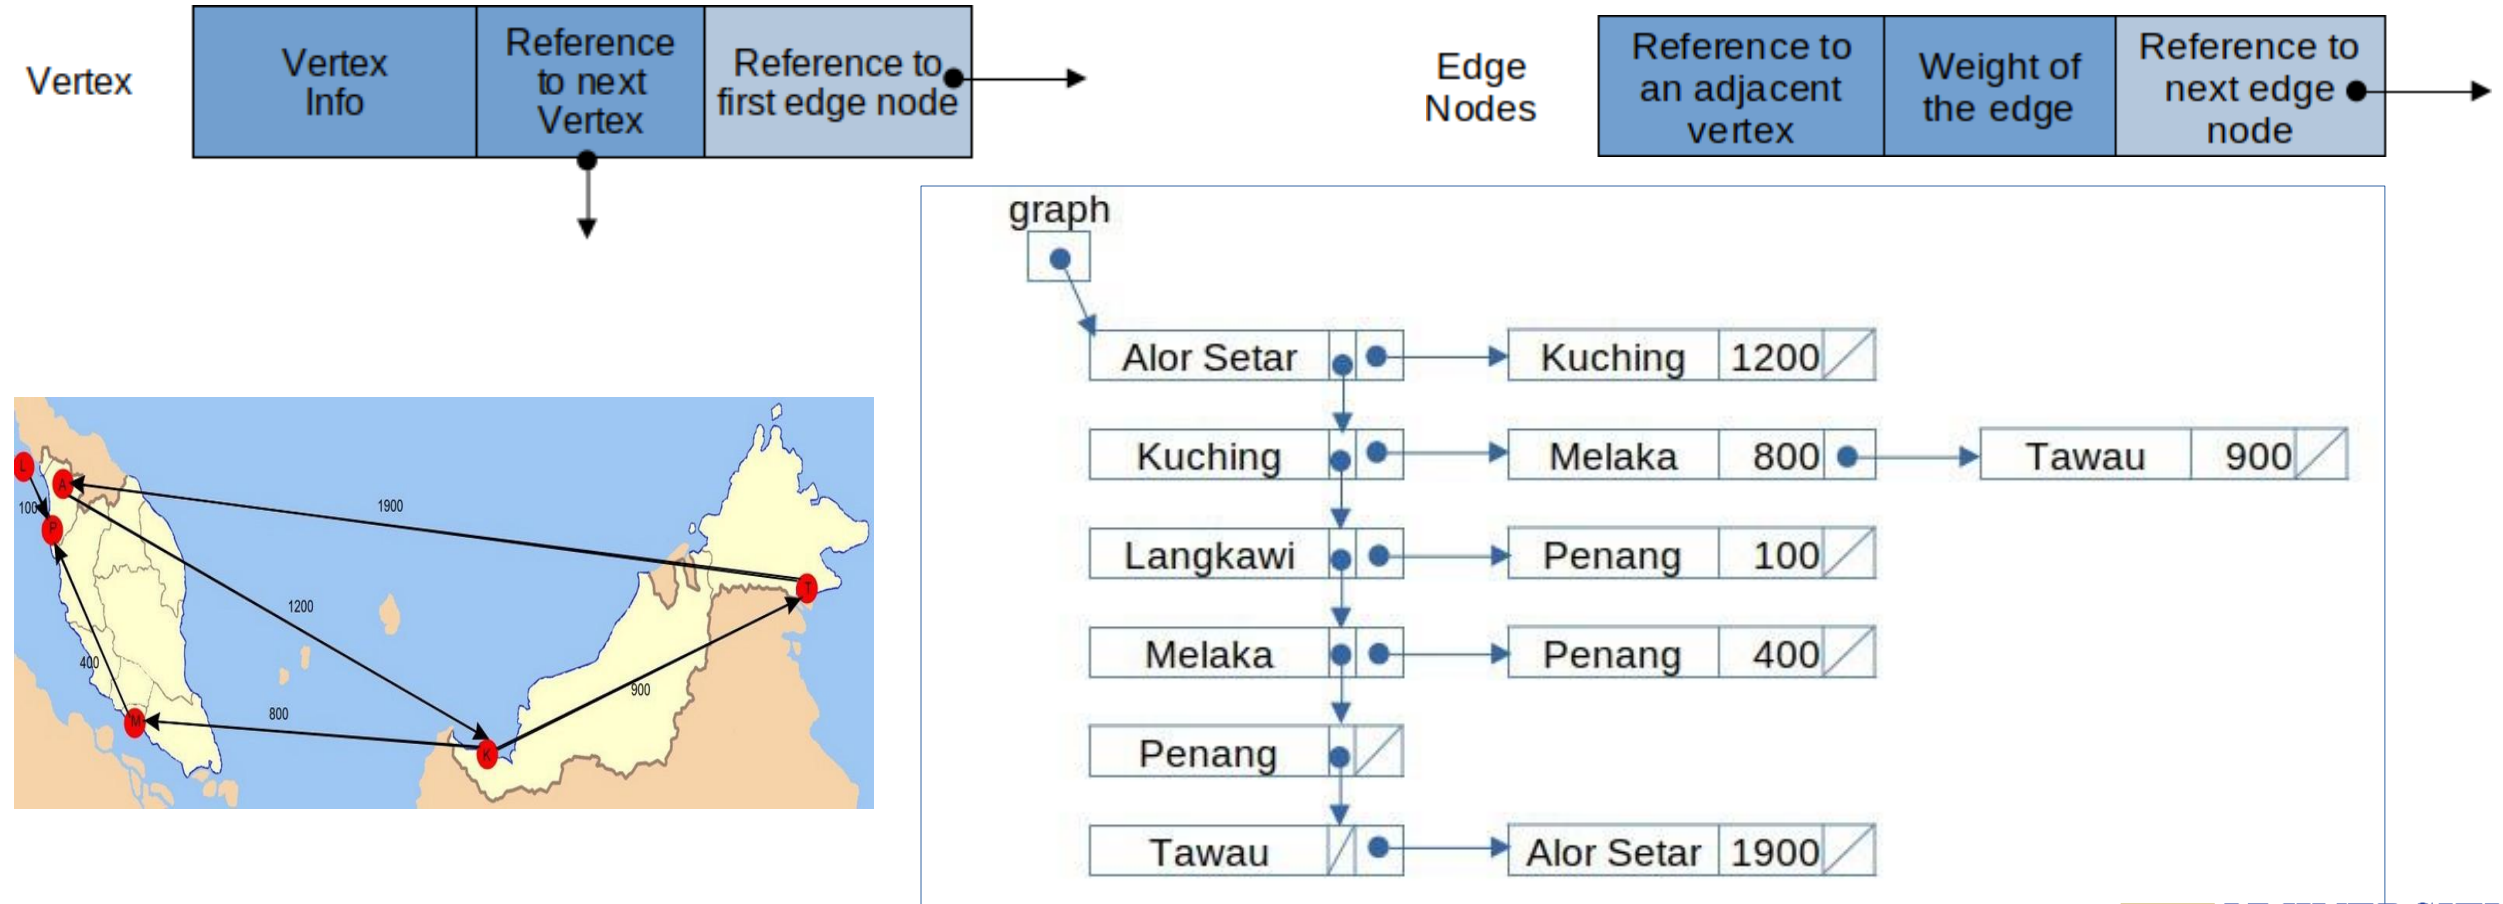 Vertex
Vertex
Info
Reference
to next
Vertex
Reference to
first edge node
Edge
Nodes
Reference to
an adjacent
vertex
Weight of
the edge
Reference to
next edge
node
graph
Alor Setar
Kuching 1200
Kuching
Melaka 800
Tawau 900
Langkawi
Penang 100
Melaka
Penang 400
Penang
Tawau
Alor Setar 1900
L
A
100
P
1900
T
1200
400
900
M
800
K